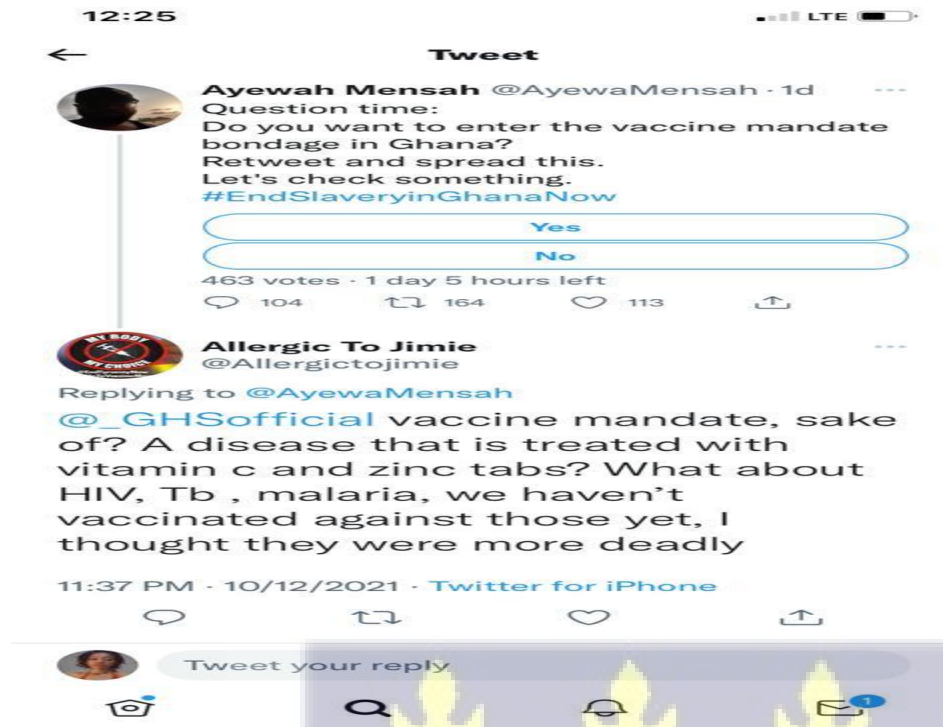 12:25 LTE
Tweet
Ayewah Mensah @AyewaMensah · 1d
Question time:
Do you want to enter the vaccine mandate
bondage in Ghana?
Retweet and spread this.
Let's check something.
#EndSlaveryinGhanaNow
Yes
No
463 votes · 1 day 5 hours left
104 164 113
MY BODY
MY CHOICE
Allergic To Jimie
@Allergictojimie
Replying to @AyewaMensah
@_GHSofficial vaccine mandate, sake
of? A disease that is treated with
vitamin c and zinc tabs? What about
HIV, Tb , malaria, we haven't
vaccinated against those yet, I
thought they were more deadly
11:37 PM · 10/12/2021 · Twitter for iPhone
Tweet your reply
1